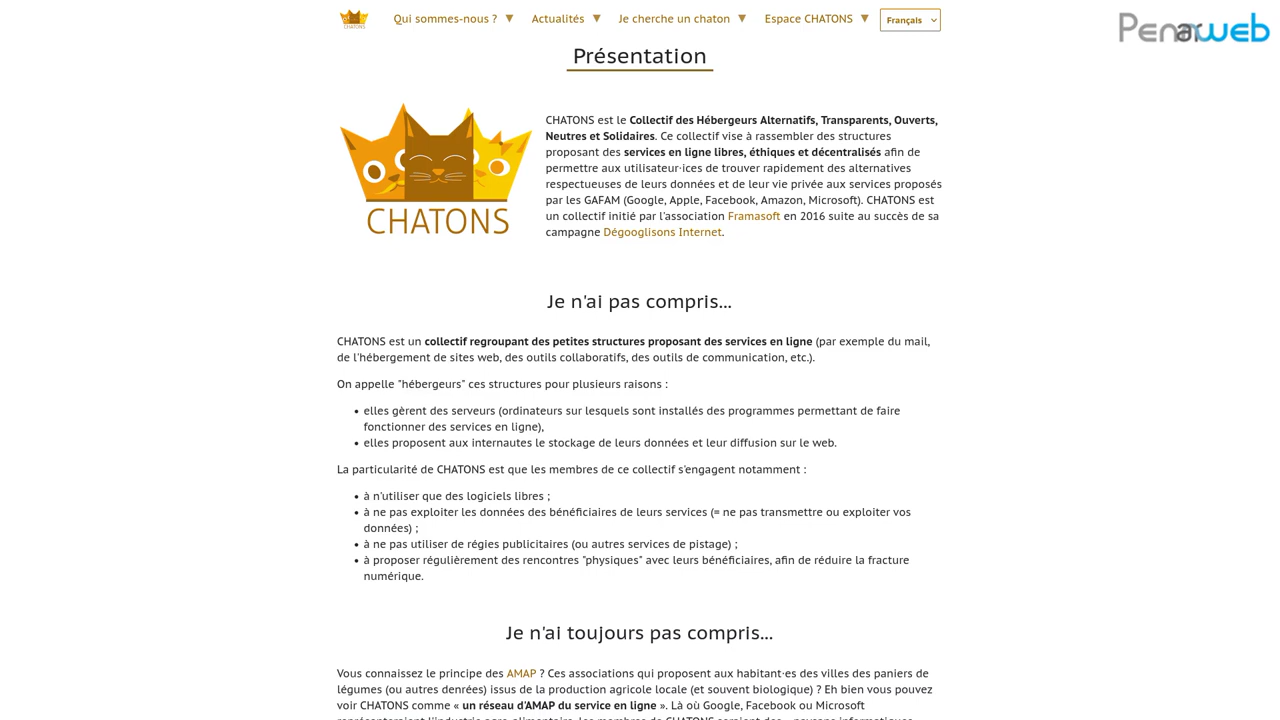 CHATONS
Qui sommes-nous ? ▼ Actualités ▼ Je cherche un chaton ▼ Espace CHATONS ▼ Français
Penarweb
Présentation
CHATONS
CHATONS est le Collectif des Hébergeurs Alternatifs, Transparents, Ouverts,
Neutres et Solidaires. Ce collectif vise à rassembler des structures
proposant des services en ligne libres, éthiques et décentralisés afin de
permettre aux utilisateur·ices de trouver rapidement des alternatives
respectueuses de leurs données et de leur vie privée aux services proposés
par les GAFAM (Google, Apple, Facebook, Amazon, Microsoft). CHATONS est
un collectif initié par l'association Framasoft en 2016 suite au succès de sa
campagne Dégooglisons Internet.
Je n'ai pas compris...
CHATONS est un collectif regroupant des petites structures proposant des services en ligne (par exemple du mail,
de l'hébergement de sites web, des outils collaboratifs, des outils de communication, etc.).
On appelle "hébergeurs" ces structures pour plusieurs raisons :
• elles gèrent des serveurs (ordinateurs sur lesquels sont installés des programmes permettant de faire
fonctionner des services en ligne),
• elles proposent aux internautes le stockage de leurs données et leur diffusion sur le web.
La particularité de CHATONS est que les membres de ce collectif s'engagent notamment :
• à n'utiliser que des logiciels libres ;
• à ne pas exploiter les données des bénéficiaires de leurs services (= ne pas transmettre ou exploiter vos
données) ;
• à ne pas utiliser de régies publicitaires (ou autres services de pistage) ;
• à proposer régulièrement des rencontres "physiques" avec leurs bénéficiaires, afin de réduire la fracture
numérique.
Je n'ai toujours pas compris...
Vous connaissez le principe des AMAP ? Ces associations qui proposent aux habitant·es des villes des paniers de
légumes (ou autres denrées) issus de la production agricole locale (et souvent biologique) ? Eh bien vous pouvez
voir CHATONS comme « un réseau d'AMAP du service en ligne ». Là où Google, Facebook ou Microsoft
représenteraient l'industrie agro-alimentaire, les membres de CHATONS seraient des « paysans informatiques